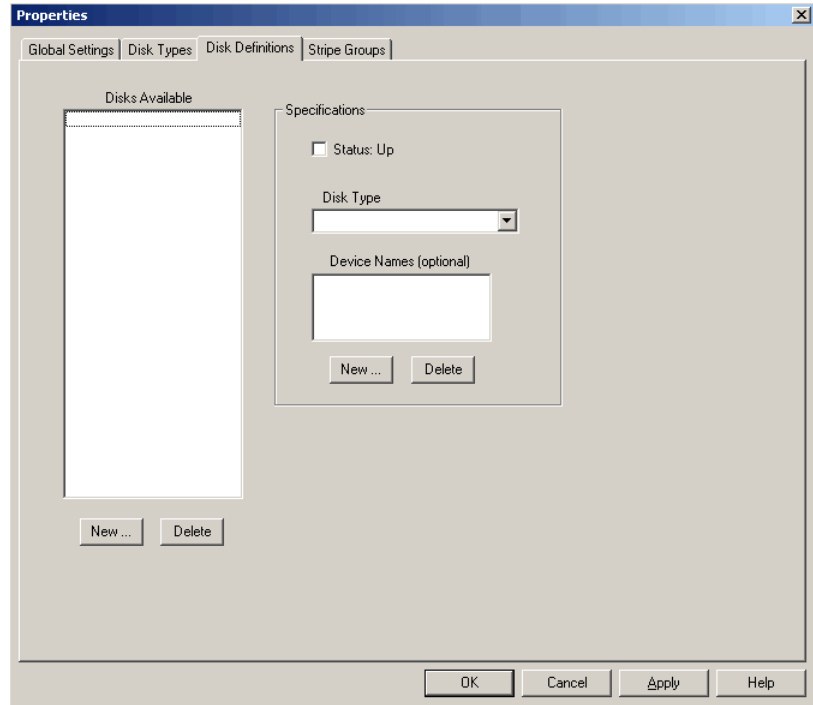 Properties
Global Settings Disk Types Disk Definitions Stripe Groups
Disks Available
Specifications
Status: Up
Disk Type
Device Names (optional)
New ... Delete
New ... Delete
OK Cancel Apply Help